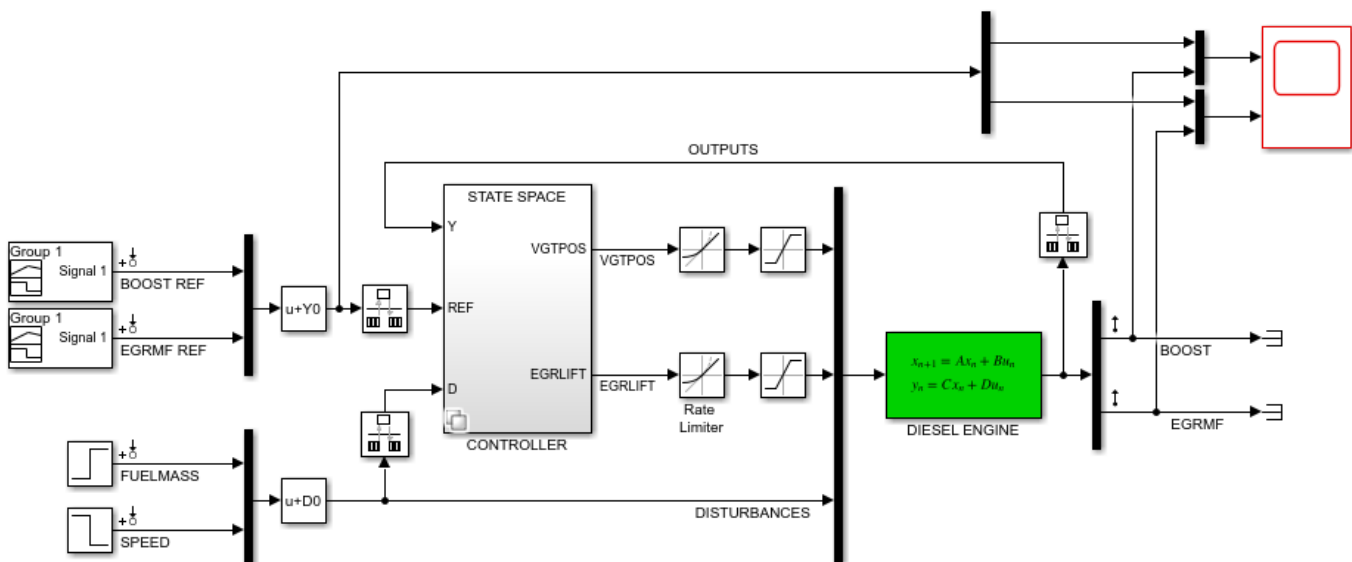 OUTPUTS
STATE SPACE
Y
VGTPOS
VGTPOS
Group 1
Signal 1
BOOST REF
u+Y0
REF
Group 1
Signal 1
EGRMF REF
BOOST
x_{n+1} = Ax_n + Bu_n
y_n = Cx_n + Du_n
EGRLIFT
EGRLIFT
D
Rate
Limiter
DIESEL ENGINE
EGRMF
CONTROLLER
FUELMASS
u+D0
DISTURBANCES
SPEED